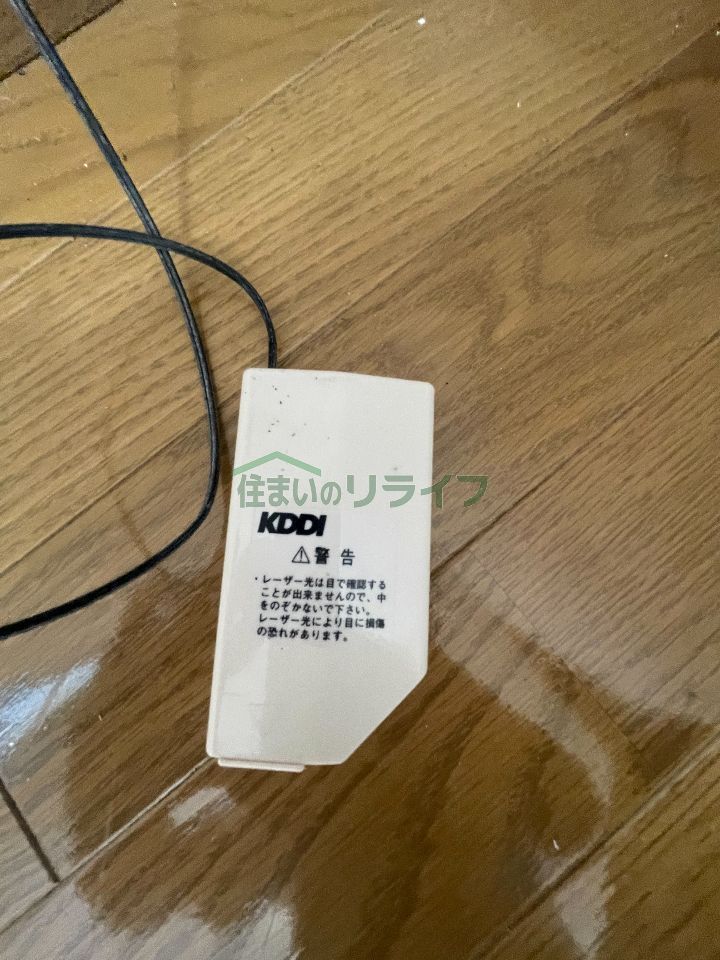 住まいのリライフ
KDDI
⚠警告
・レーザー光は目で確認する
ことが出来ませんので、中
をのぞかないで下さい。
レーザー光により目に損傷
の恐れがあります。